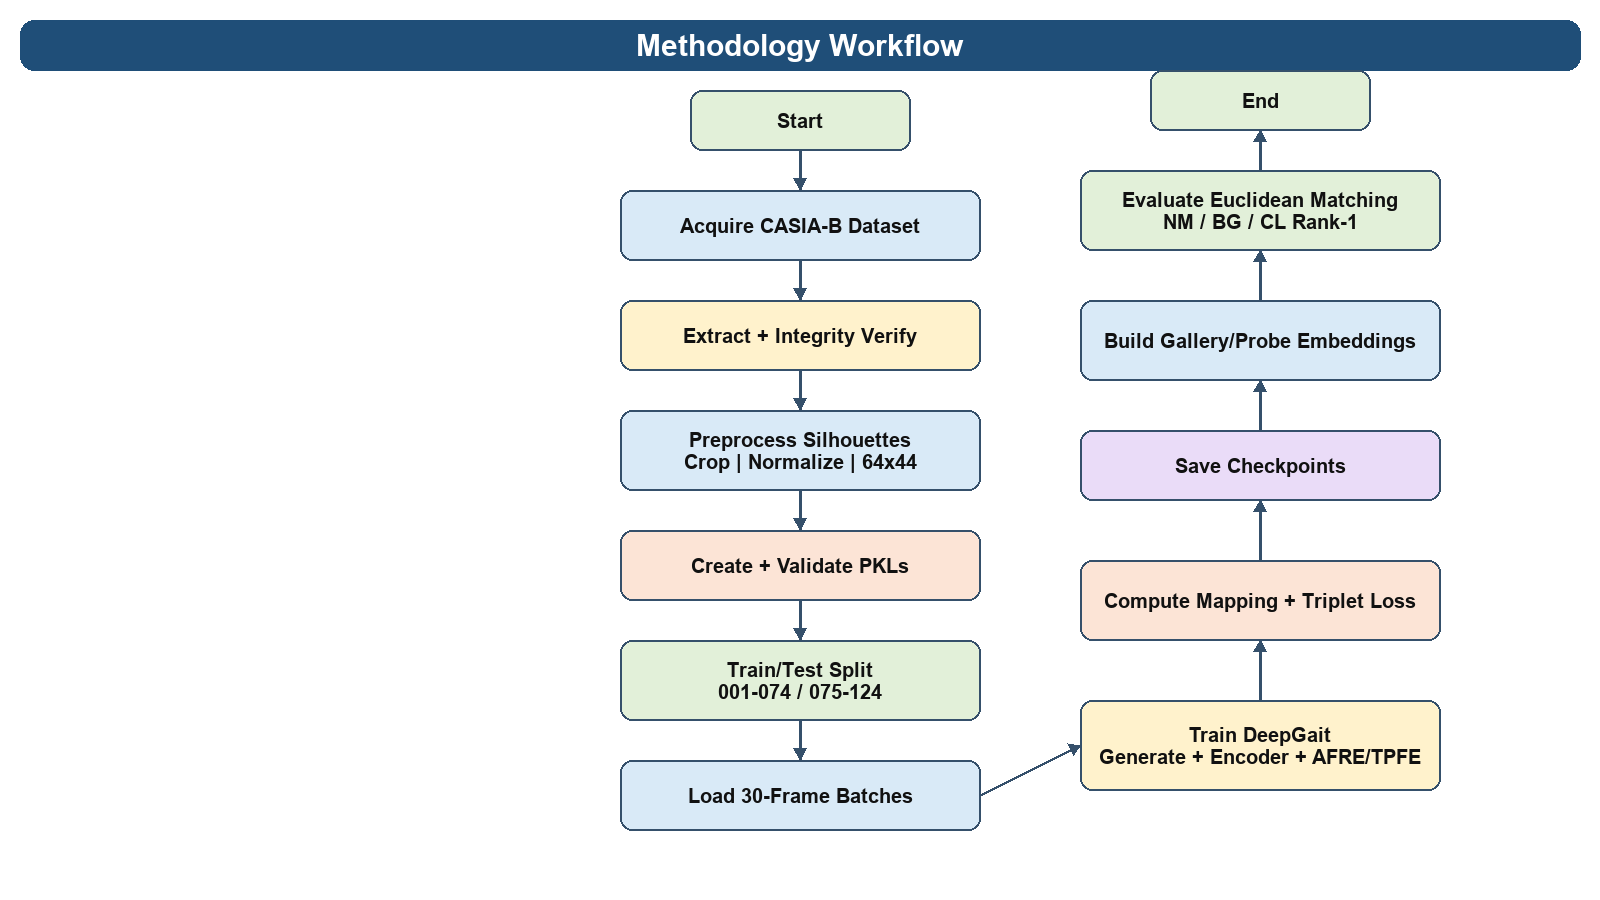 Methodology Workflow
Start
Acquire CASIA-B Dataset
Extract + Integrity Verify
Preprocess Silhouettes
Crop | Normalize | 64x44
Create + Validate PKLs
Train/Test Split
001-074 / 075-124
Load 30-Frame Batches
Train DeepGait
Generate + Encoder + AFRE/TPFE
Compute Mapping + Triplet Loss
Save Checkpoints
Build Gallery/Probe Embeddings
Evaluate Euclidean Matching
NM / BG / CL Rank-1
End